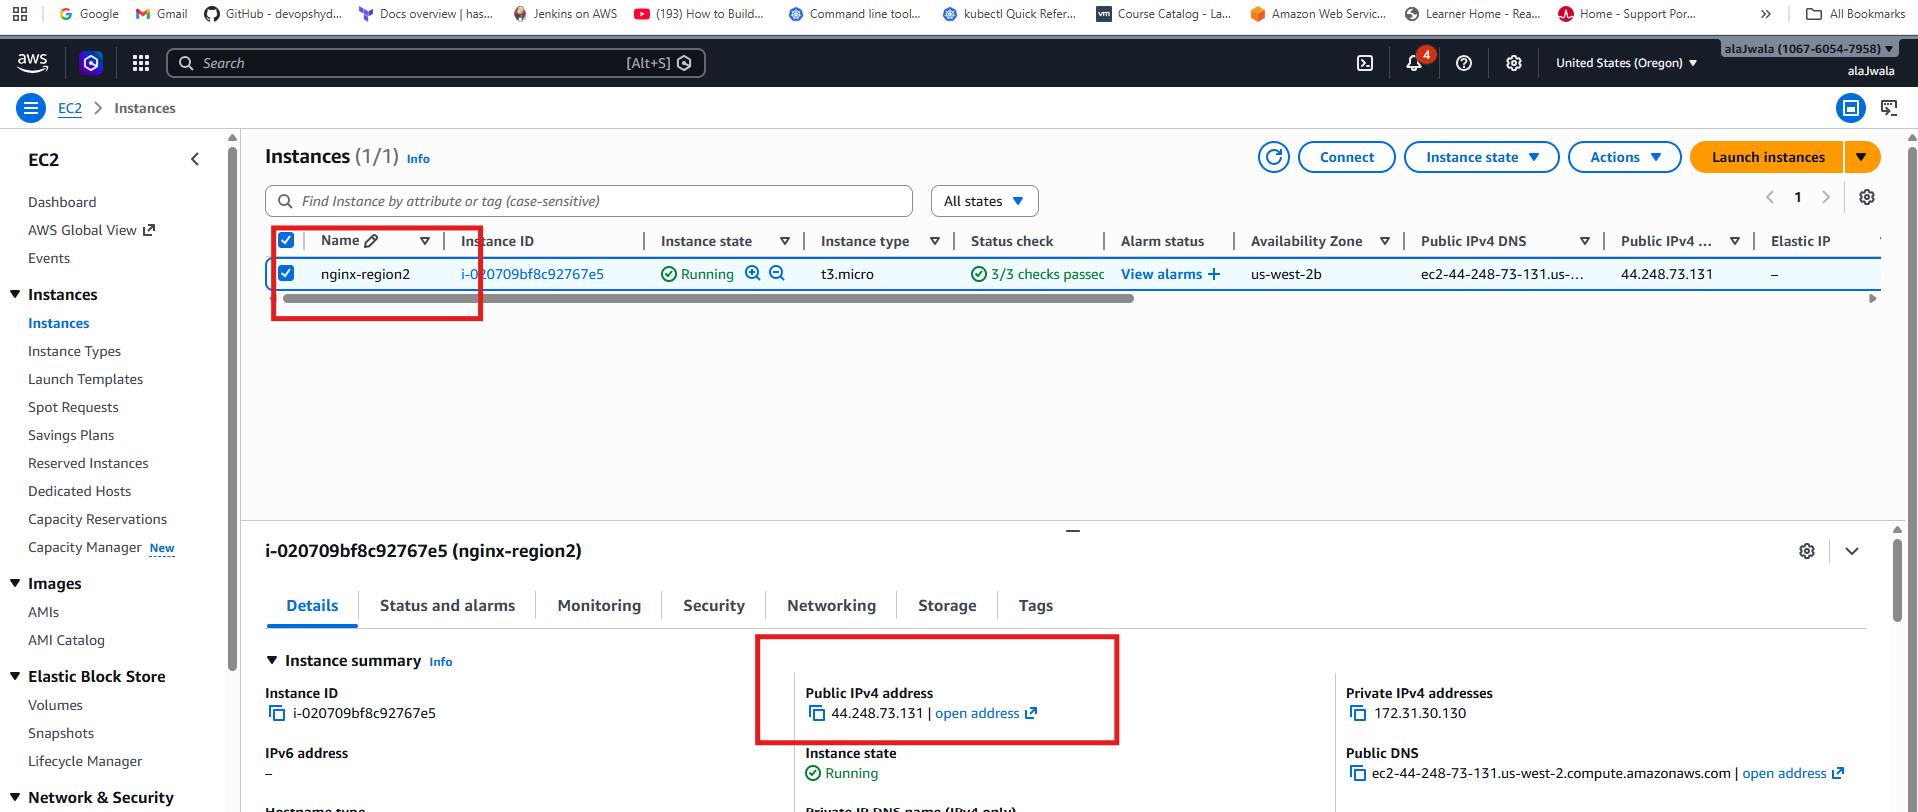 Google Gmail GitHub - devopshyd... Docs overview | has... Jenkins on AWS (193) How to Build... Command line tool... kubectl Quick Refer... vm Course Catalog - La... Amazon Web Servic... Learner Home - Rea... Home - Support Por... » All Bookmarks
aws Search [Alt+S] 4 United States (Oregon) alaJwala (1067-6054-7958)
alaJwala
EC2 Instances
EC2
Dashboard
AWS Global View
Events
Instances
Instances
Instance Types
Launch Templates
Spot Requests
Savings Plans
Reserved Instances
Dedicated Hosts
Capacity Reservations
Capacity Manager New
Images
AMIs
AMI Catalog
Elastic Block Store
Volumes
Snapshots
Lifecycle Manager
Network & Security
Instances (1/1) Info Connect Instance state Actions Launch instances
Find Instance by attribute or tag (case-sensitive) All states 1
Name Instance ID Instance state Instance type Status check Alarm status Availability Zone Public IPv4 DNS Public IPv4 ... Elastic IP
nginx-region2 i-020709bf8c92767e5 Running t3.micro 3/3 checks passec View alarms + us-west-2b ec2-44-248-73-131.us-... 44.248.73.131 –
i-020709bf8c92767e5 (nginx-region2)
Details Status and alarms Monitoring Security Networking Storage Tags
Instance summary Info
Instance ID Public IPv4 address Private IPv4 addresses
i-020709bf8c92767e5 44.248.73.131 | open address 172.31.30.130
IPv6 address Instance state Public DNS
– Running ec2-44-248-73-131.us-west-2.compute.amazonaws.com | open address
Hostname type Private IP DNS name (IPv4 only)